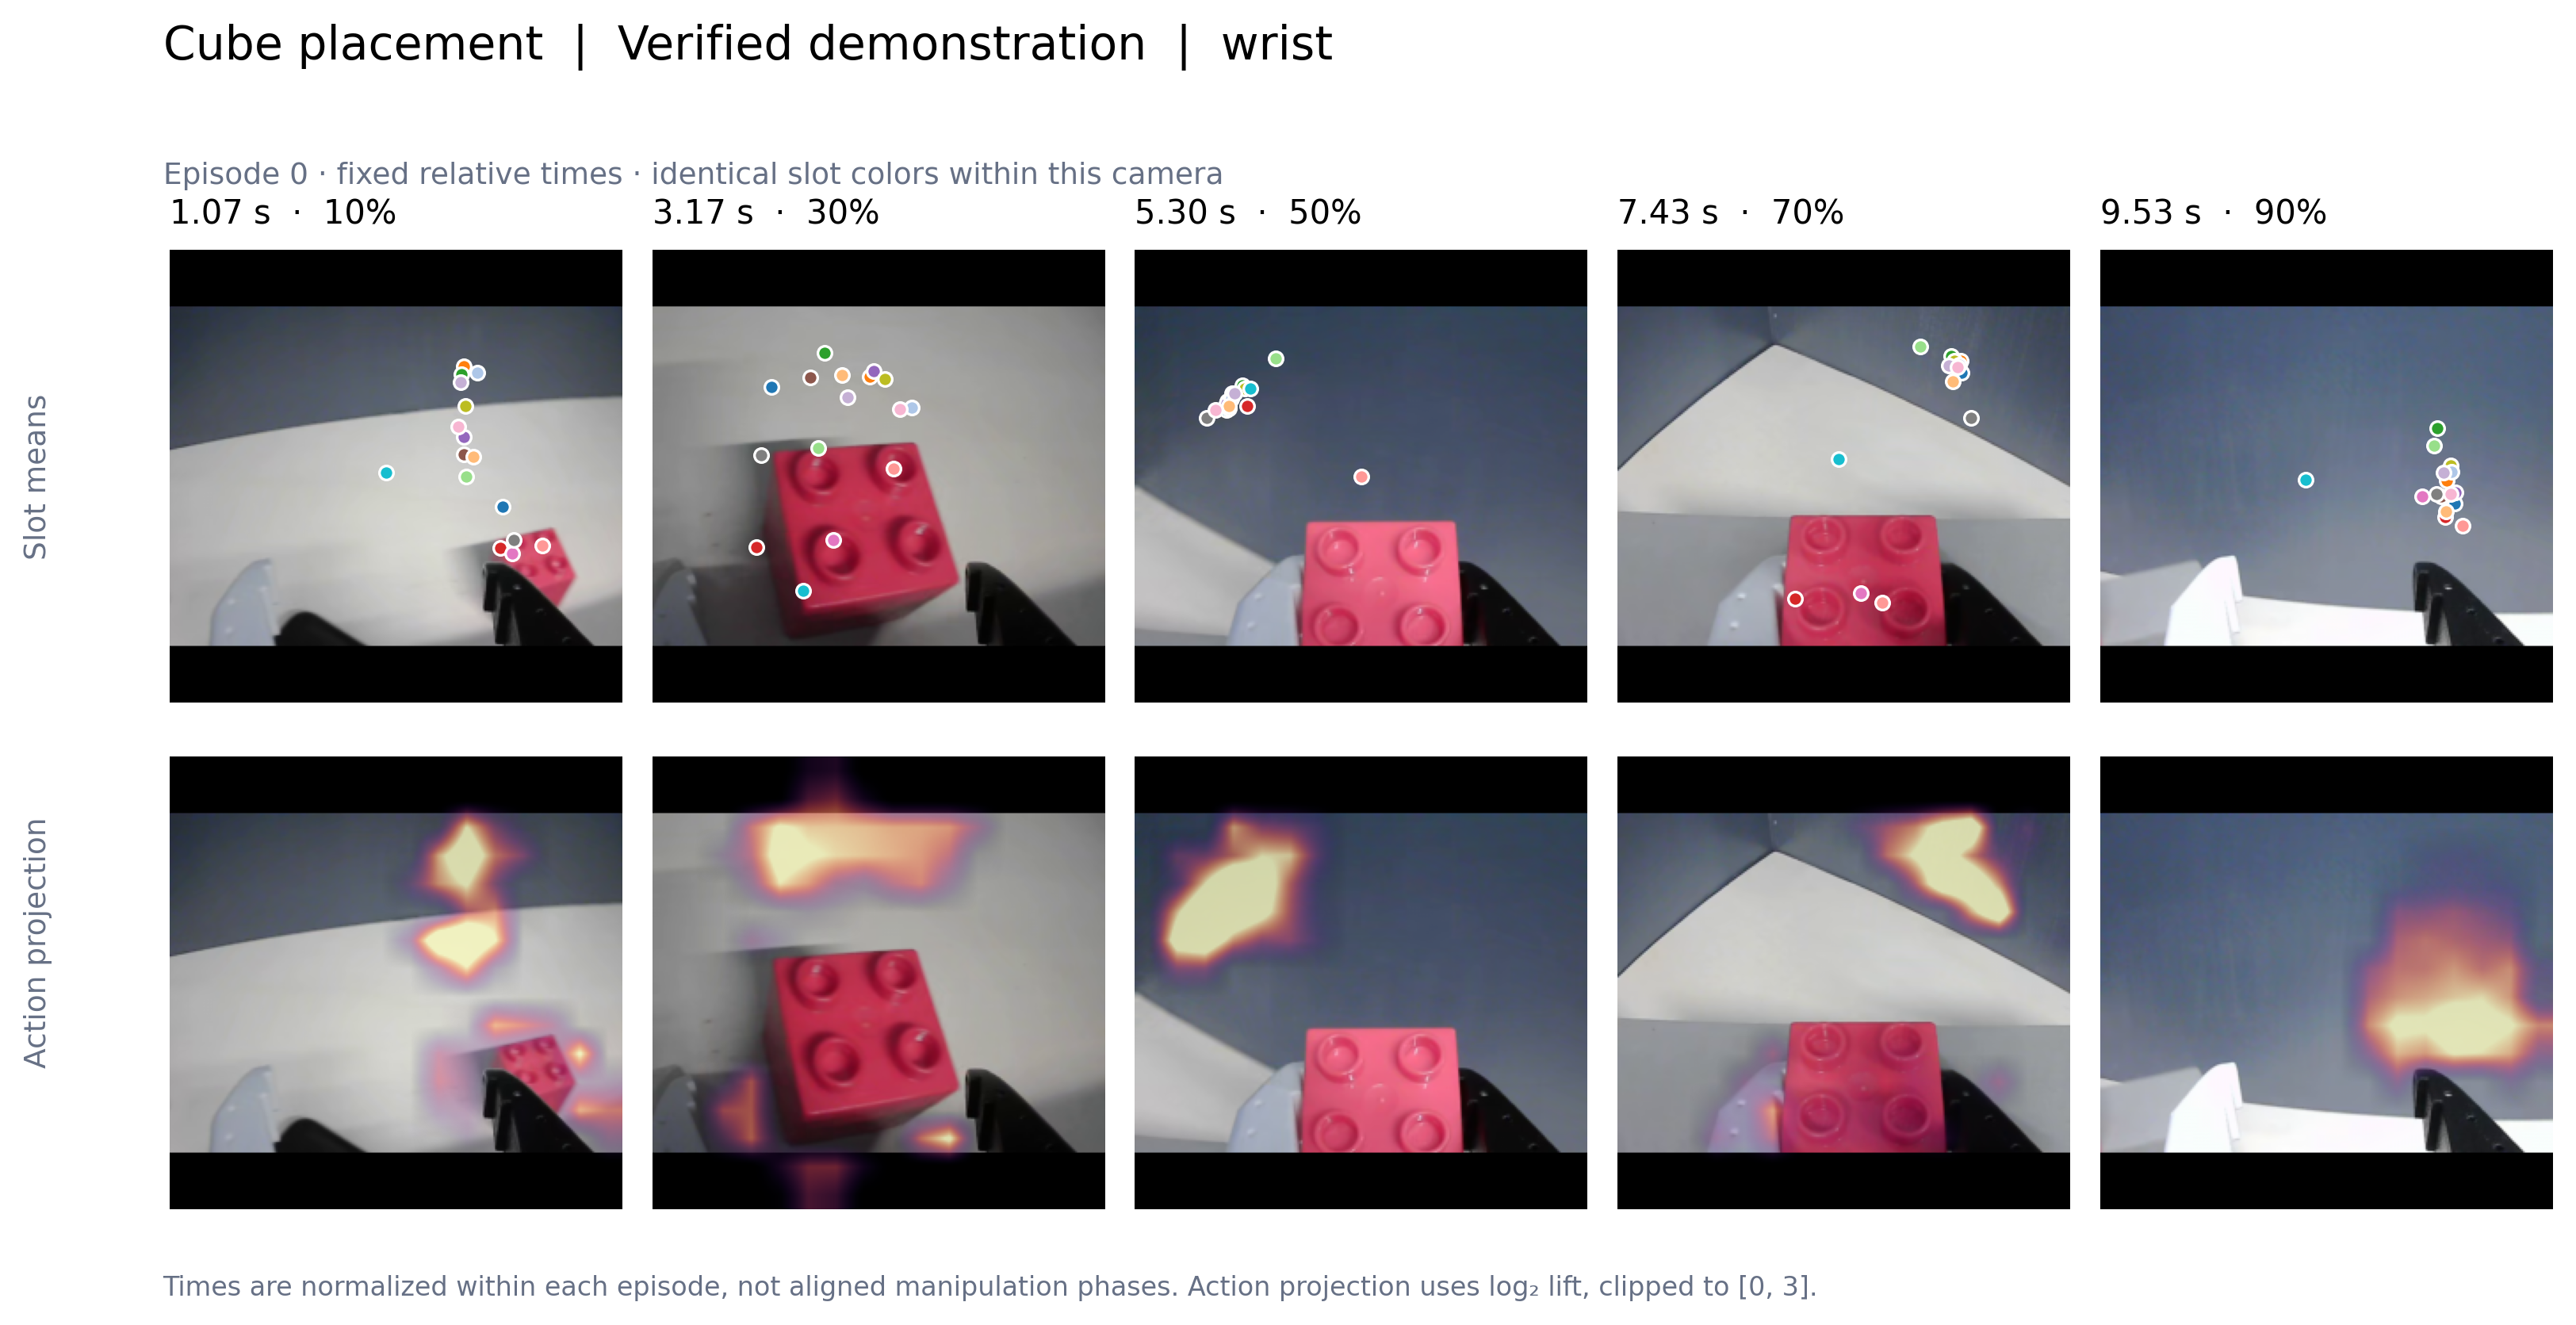 Cube placement | Verified demonstration | wrist
Episode 0 · fixed relative times · identical slot colors within this camera
1.07 s · 10%
3.17 s · 30%
5.30 s · 50%
7.43 s · 70%
9.53 s · 90%
Slot means
Action projection
Times are normalized within each episode, not aligned manipulation phases. Action projection uses log₂ lift, clipped to [0, 3].